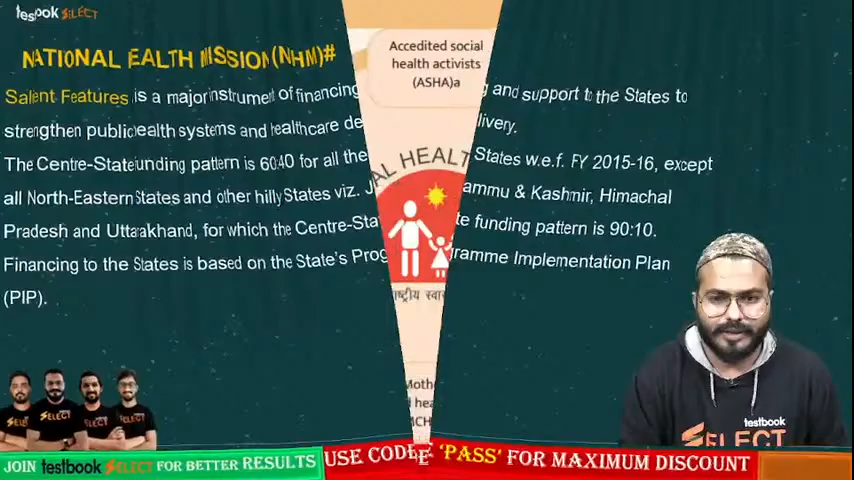 testbook SELECT
NATIONAL EALTH MISSION (NHM)#
Accredited social
health activists
(ASHA)a
Salient Features is a major instrument of financing and support to the States to
strengthen public ealth systems and healthcare de livery.
The Centre-State unding pattern is 60:40 for all the States w.e.f. FY 2015-16, except
all North-Eastern States and other hilly States viz. J ammu & Kashmir, Himachal
Pradesh and Uttarakhand, for which the Centre-Sta te funding pattern is 90:10.
Financing to the States is based on the State's Prog ramme Implementation Plan
(PIP).
AL HEALT
राष्ट्रीय स्वा
SELECT
testbook
SELECT
JOIN testbook SELECT FOR BETTER RESULTS
USE CODE 'PASS' FOR MAXIMUM DISCOUNT